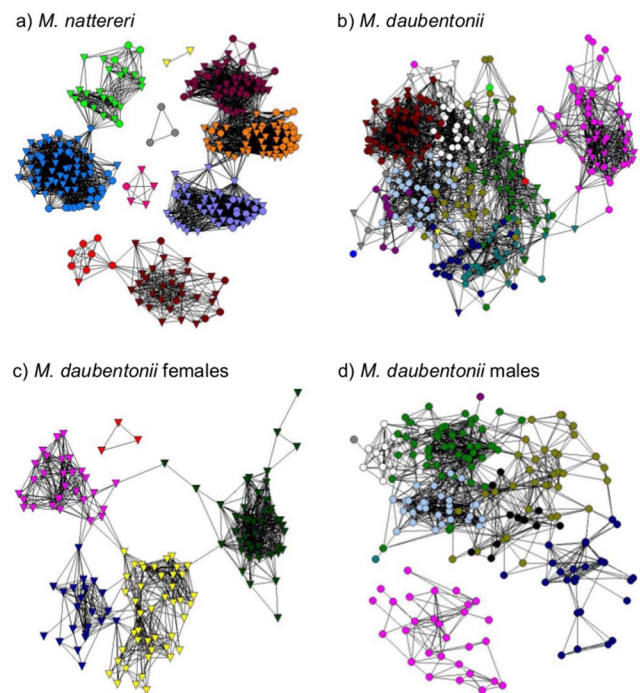 a) M. nattereri
b) M. daubentonii
c) M. daubentonii females
d) M. daubentonii males